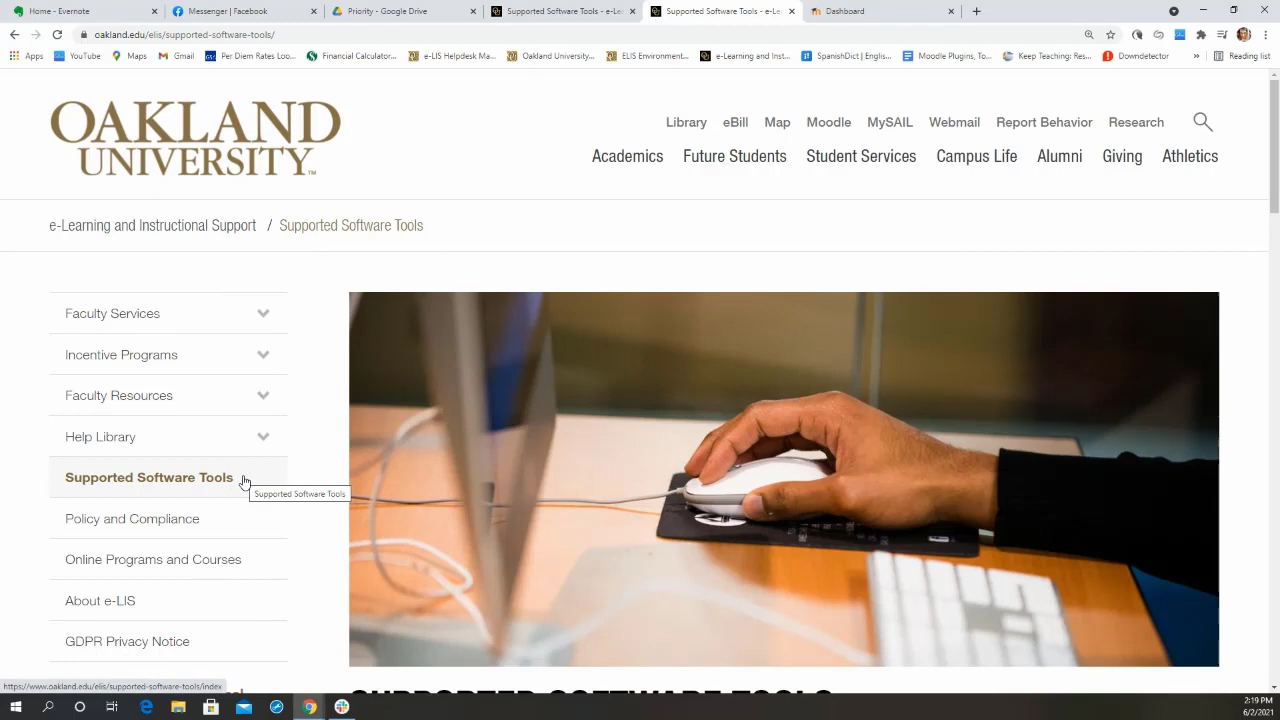 Home - Evernote
Messenger | Facebook
Priority - Google Drive
Supported Software Tools - e-Le
Supported Software Tools - e-Le
Dashboard
oakland.edu/elis/supported-software-tools/
Apps
YouTube
Maps
Gmail
Per Diem Rates Loo...
Financial Calculator...
e-LIS Helpdesk Ma...
Oakland University,...
ELIS Environment...
e-Learning and Inst...
SpanishDict | Englis...
Moodle Plugins, To...
Keep Teaching: Res...
Downdetector
»
Reading list
OAKLAND
UNIVERSITY™
Library eBill Map Moodle MySAIL Webmail Report Behavior Research
Academics Future Students Student Services Campus Life Alumni Giving Athletics
e-Learning and Instructional Support / Supported Software Tools
Faculty Services
Incentive Programs
Faculty Resources
Help Library
Supported Software Tools
Supported Software Tools
Policy and Compliance
Online Programs and Courses
About e-LIS
GDPR Privacy Notice
https://www.oakland.edu/elis/supported-software-tools/index
SUPPORTED SOFTWARE TOOLS
2:19 PM
6/2/2021